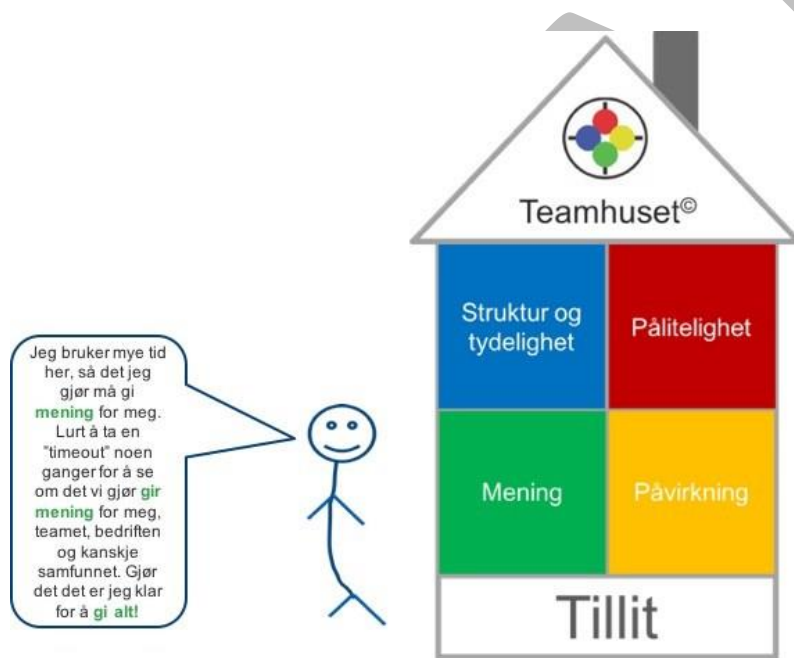 Teamhuset©
Struktur og
tydelighet
Pålitelighet
Jeg bruker mye tid
her, så det jeg
gjør må gi
mening for meg.
Lurt å ta en
"timeout" noen
ganger for å se
om det vi gjør gir
mening for meg,
teamet, bedriften
og kanskje
samfunnet. Gjør
det det er jeg klar
for å gi alt!
Mening
Påvirkning
Tillit